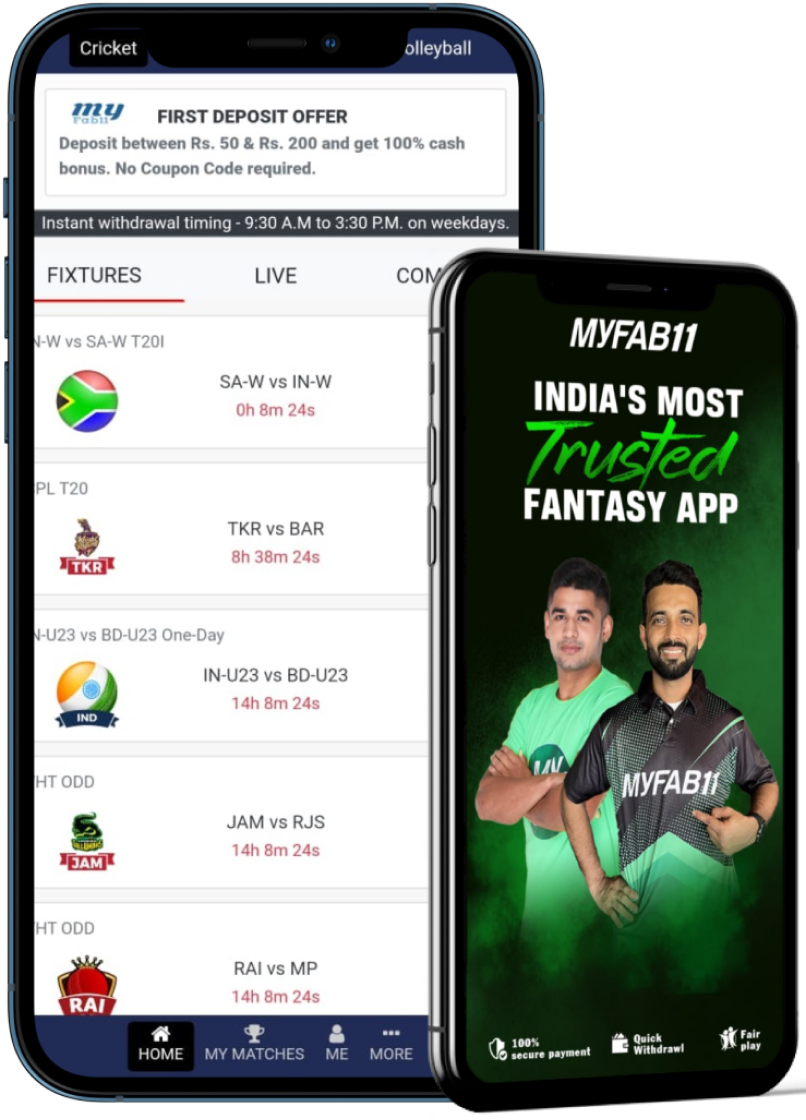 Cricket
olleyball
my
Fab11
FIRST DEPOSIT OFFER
Deposit between Rs. 50 & Rs. 200 and get 100% cash
bonus. No Coupon Code required.
Instant withdrawal timing - 9:30 A.M to 3:30 P.M. on weekdays.
FIXTURES
LIVE
COM
N-W vs SA-W T20I
SA-W vs IN-W
0h 8m 24s
PL T20
TKR
TKR vs BAR
8h 38m 24s
N-U23 vs BD-U23 One-Day
IND
IN-U23 vs BD-U23
14h 8m 24s
HT ODD
JAM
JAM vs RJS
14h 8m 24s
HT ODD
RAI
RAI vs MP
14h 8m 24s
HOME
MY MATCHES
ME
MORE
MYFAB11
INDIA'S MOST
Trusted
FANTASY APP
MY
MYFAB11
100%
secure payment
Quick
Withdrawl
Fair
play